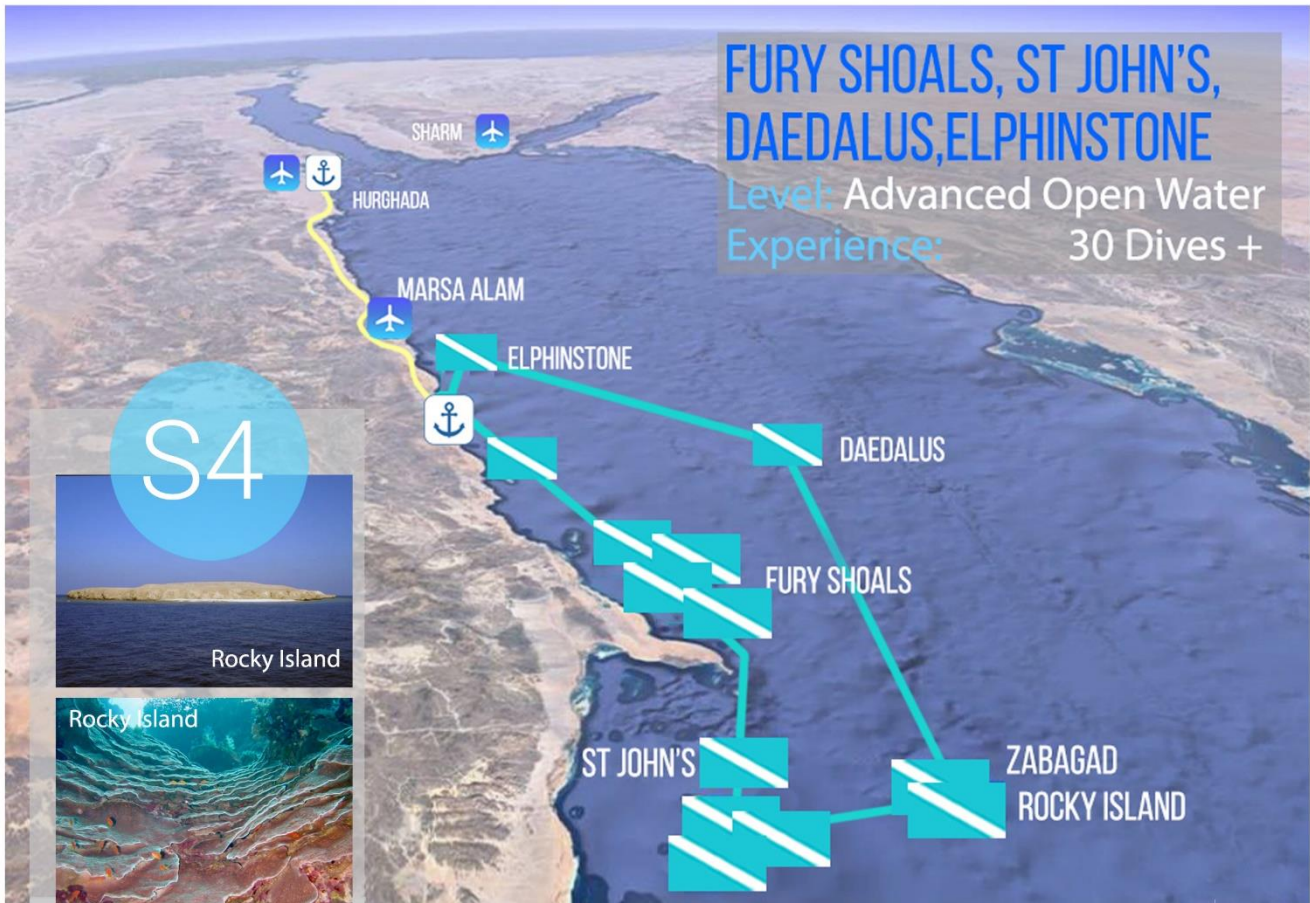 FURY SHOALS, ST JOHN'S,
DAEDALUS,ELPHINSTONE
Level: Advanced Open Water
Experience: 30 Dives +
SHARM
HURGHADA
MARSA ALAM
ELPHINSTONE
DAEDALUS
FURY SHOALS
ST JOHN'S
ZABAGAD
ROCKY ISLAND
S4
Rocky Island
Rocky Island